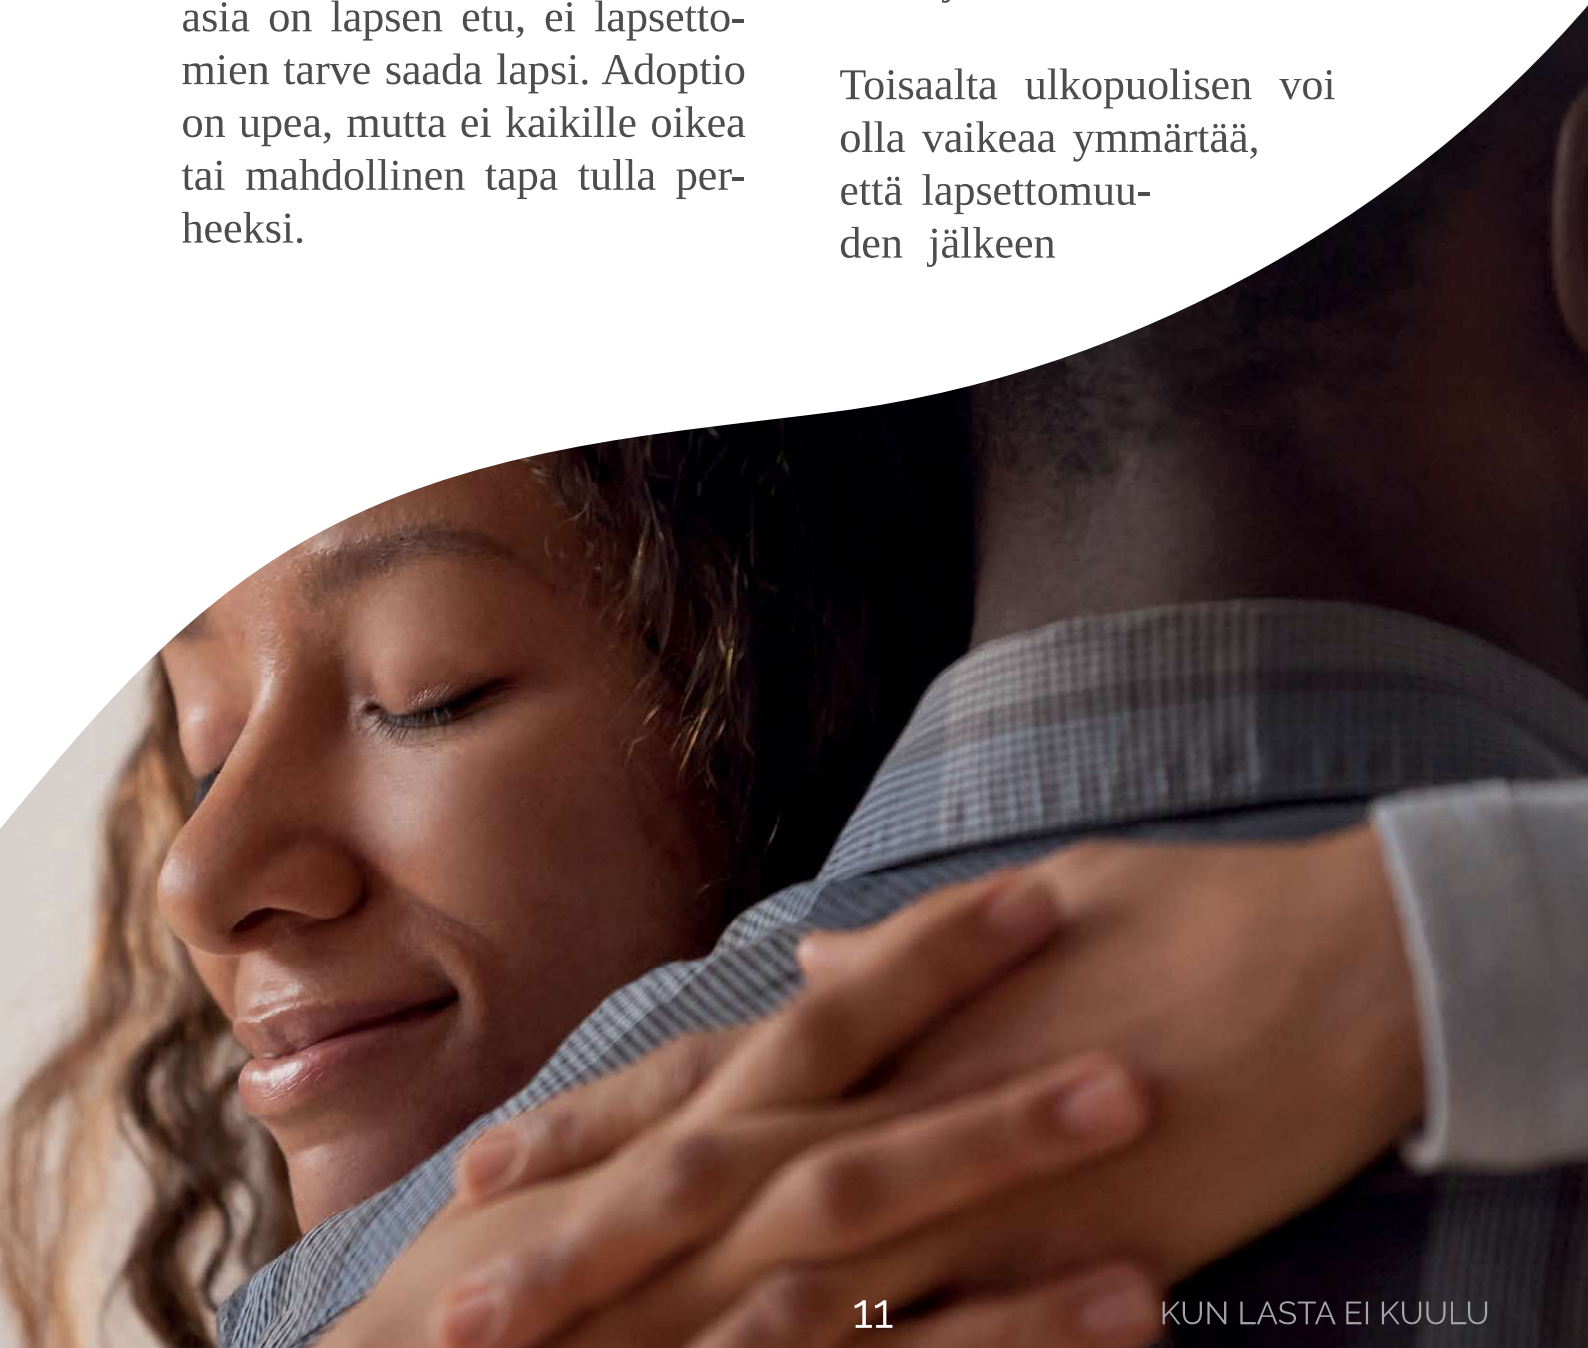 asia on lapsen etu, ei lapsetto-
mien tarve saada lapsi. Adoptio
on upea, mutta ei kaikille oikea
tai mahdollinen tapa tulla per-
heeksi.
Toisaalta ulkopuolisen voi
olla vaikeaa ymmärtää,
että lapsettomuu-
den jälkeen
11
KUN LASTA EI KUULU